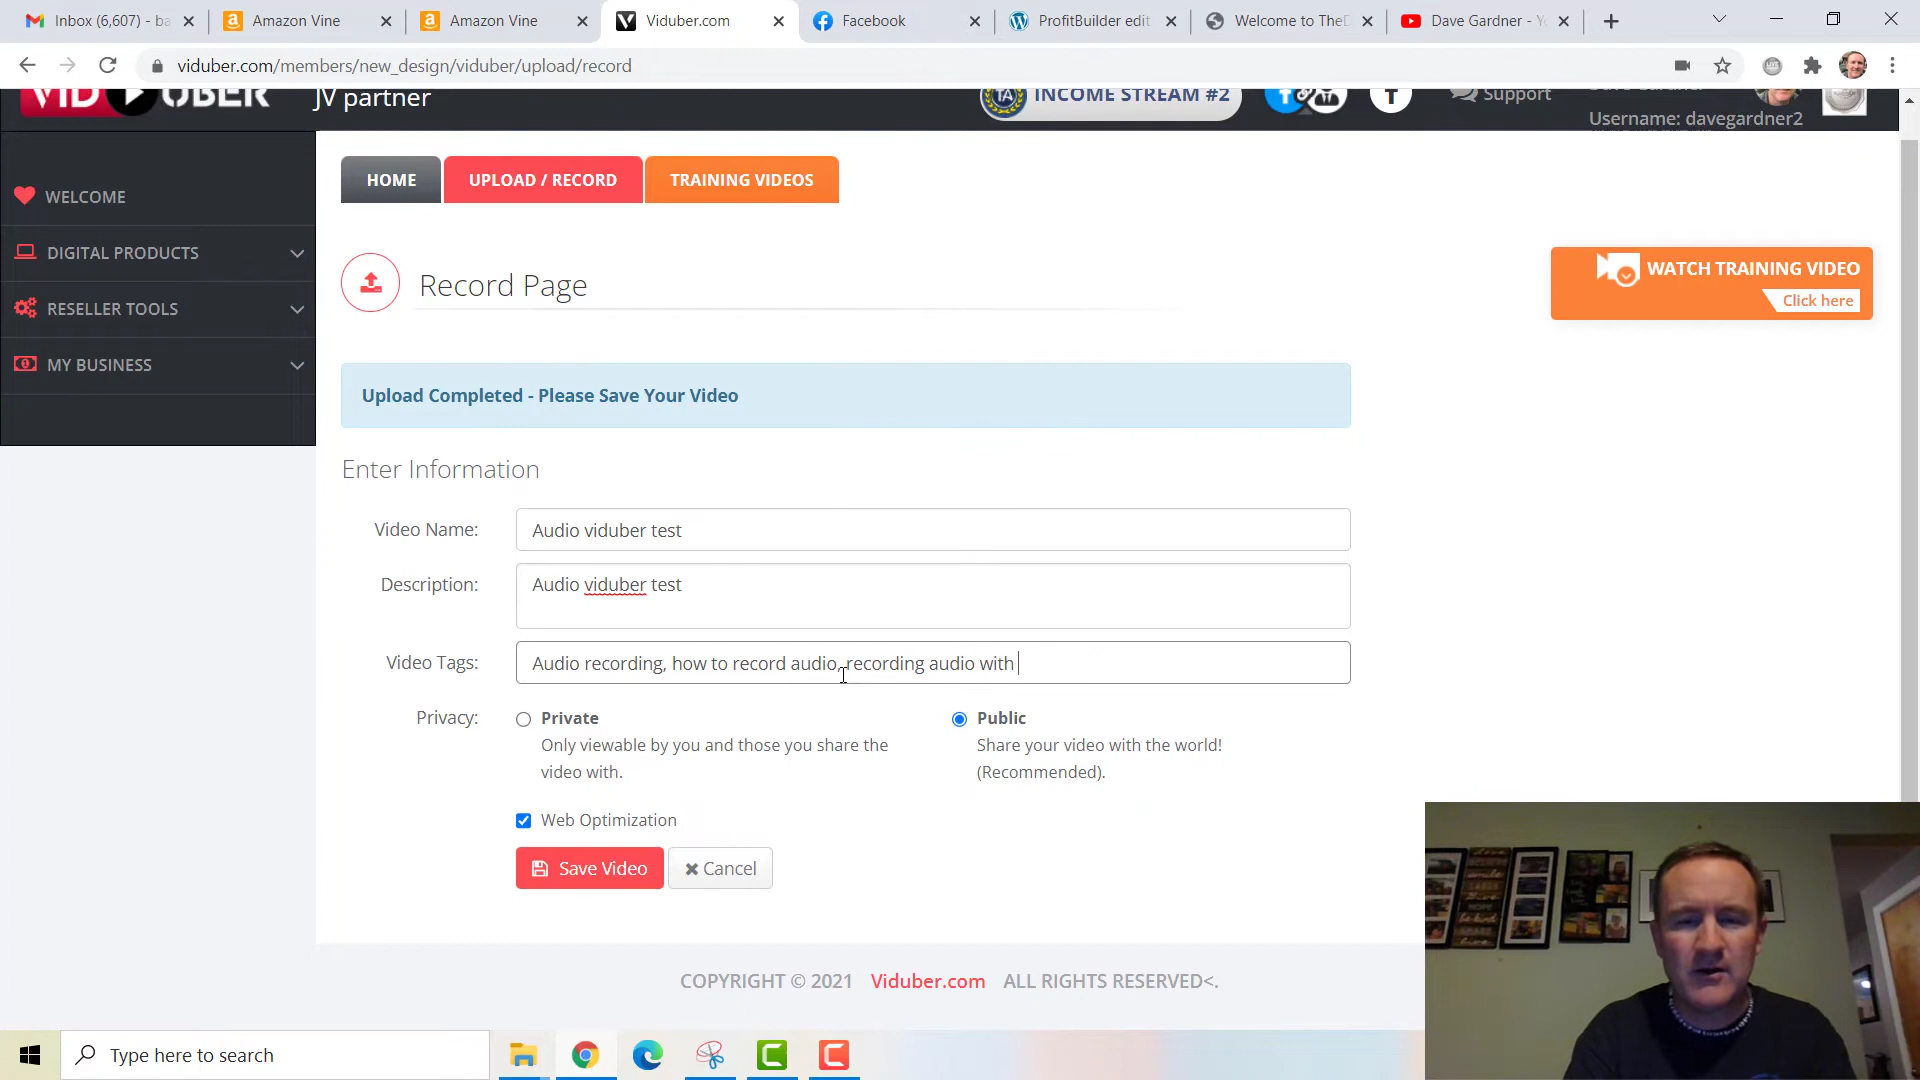 Inbox (6,607) - ba
Amazon Vine
Amazon Vine
Viduber.com
Facebook
ProfitBuilder edit
Welcome to TheD
Dave Gardner - Yo
viduber.com/members/new_design/viduber/upload/record
VIDUBER
JV partner
INCOME STREAM #2
Support
Username: davegardner2
WELCOME
DIGITAL PRODUCTS
RESELLER TOOLS
MY BUSINESS
HOME
UPLOAD / RECORD
TRAINING VIDEOS
Record Page
WATCH TRAINING VIDEO
Click here
Upload Completed - Please Save Your Video
Enter Information
Video Name:
Audio viduber test
Description:
Audio viduber test
Video Tags:
Audio recording, how to record audio, recording audio with
Privacy:
Private
Only viewable by you and those you share the
video with.
Public
Share your video with the world!
(Recommended).
Web Optimization
Save Video
Cancel
COPYRIGHT © 2021 Viduber.com ALL RIGHTS RESERVED<.
Type here to search